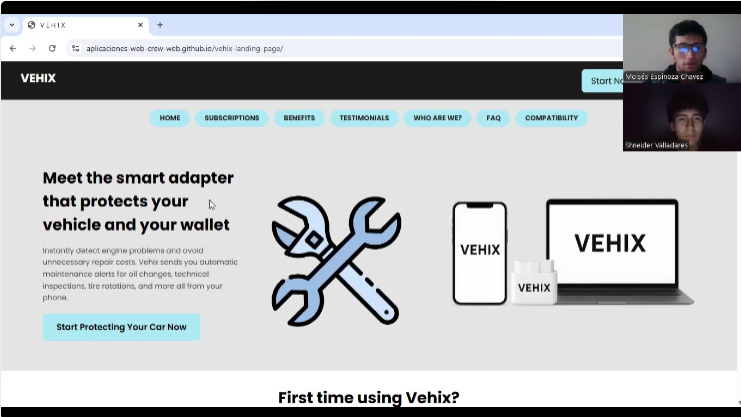 V E H I X
aplicaciones-web-crew-web.github.io/vehix-landing-page/
VEHIX
Start
Moisés Espinoza Chavez
Shneider Valladares
HOME
SUBSCRIPTIONS
BENEFITS
TESTIMONIALS
WHO ARE WE?
FAQ
COMPATIBILITY
Meet the smart adapter
that protects your
vehicle and your wallet
Instantly detect engine problems and avoid
unnecessary repair costs. Vehix sends you automatic
maintenance alerts for oil changes, technical
inspections, tire rotations, and more all from your
phone.
Start Protecting Your Car Now
VEHIX
VEHIX
VEHIX
First time using Vehix?